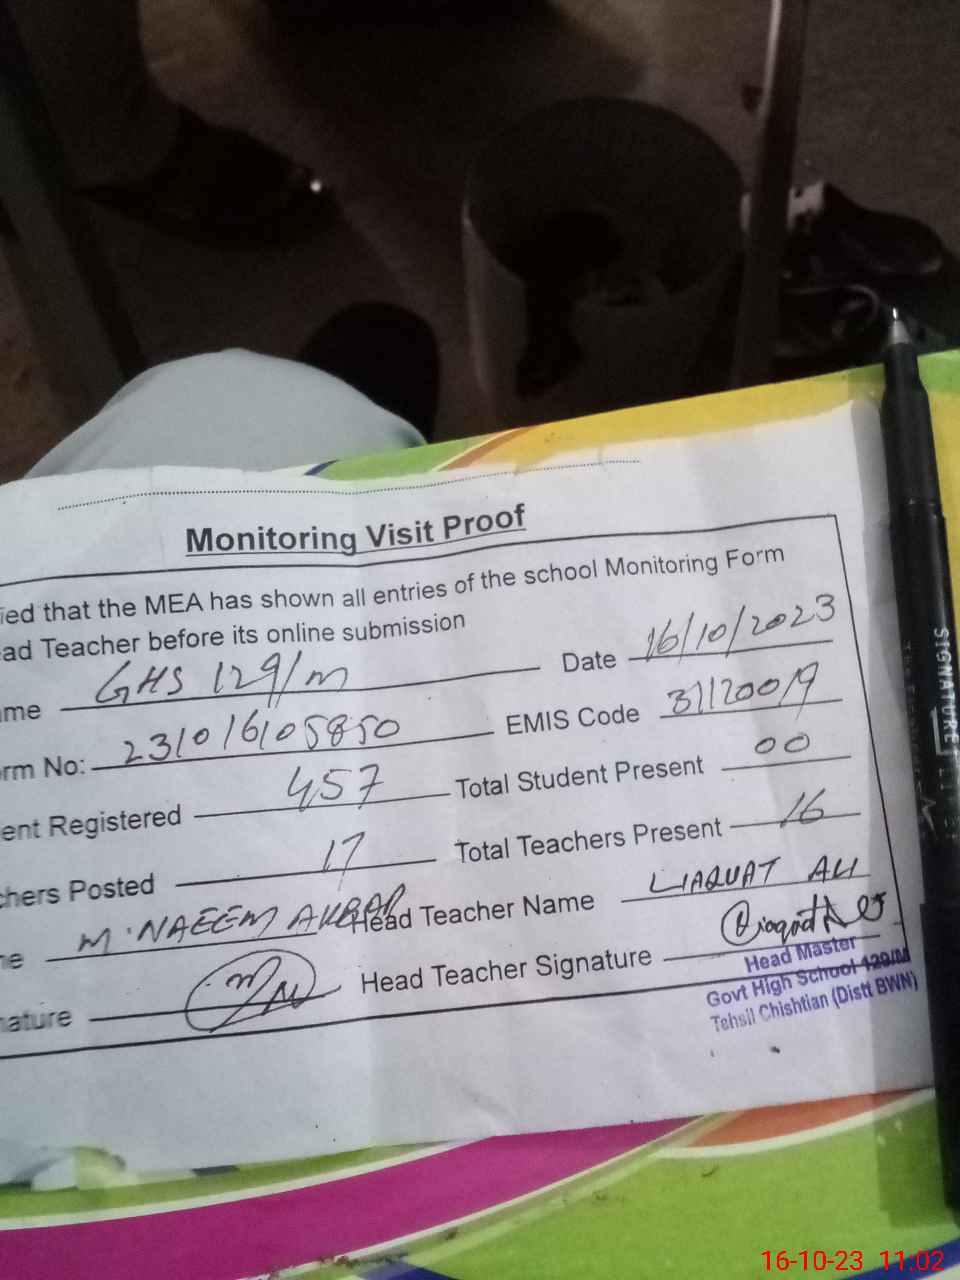 Monitoring Visit Proof
ied that the MEA has shown all entries of the school Monitoring Form
ad Teacher before its online submission
me GHS 129/m Date 16/10/2023
rm No: 231016105850 EMIS Code 31120019
ent Registered 457 Total Student Present 00
chers Posted 17 Total Teachers Present 16
e M. NAEEM AKBAR Head Teacher Name LIAQUAT ALI
nature Head Teacher Signature
Head Master
Govt High School 129/M
Tehsil Chishtian (Distt BWN)
SIGNATURE
16-10-23 11:02